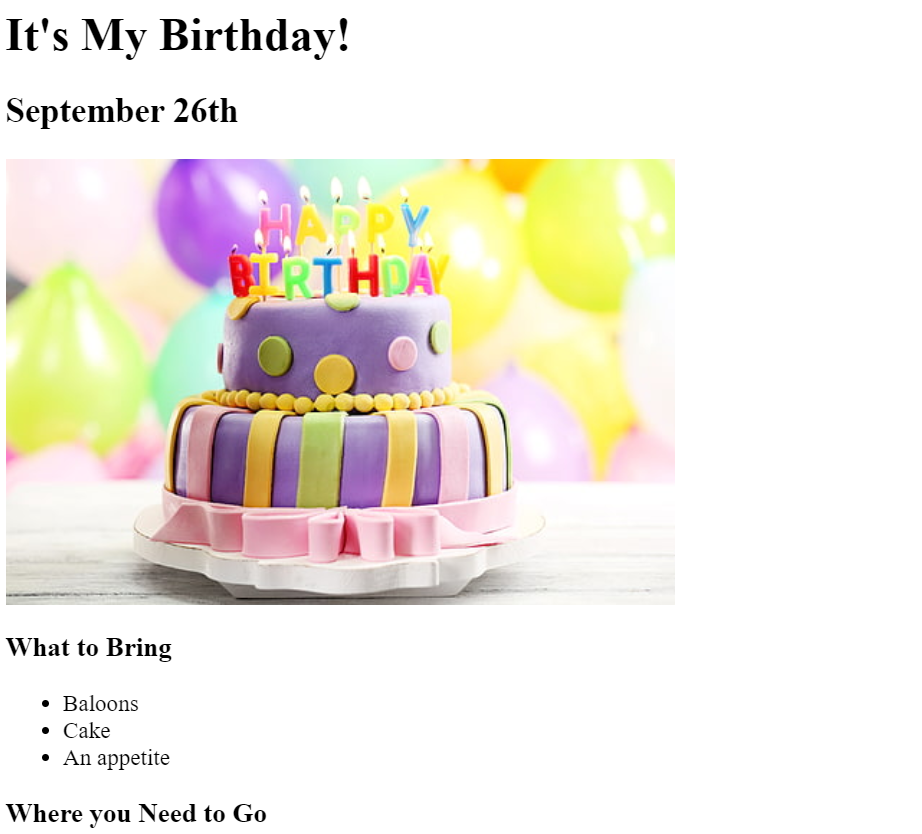 It's My Birthday!
September 26th
HAPPY
BIRTHDAY
What to Bring
Baloons
Cake
An appetite
Where you Need to Go